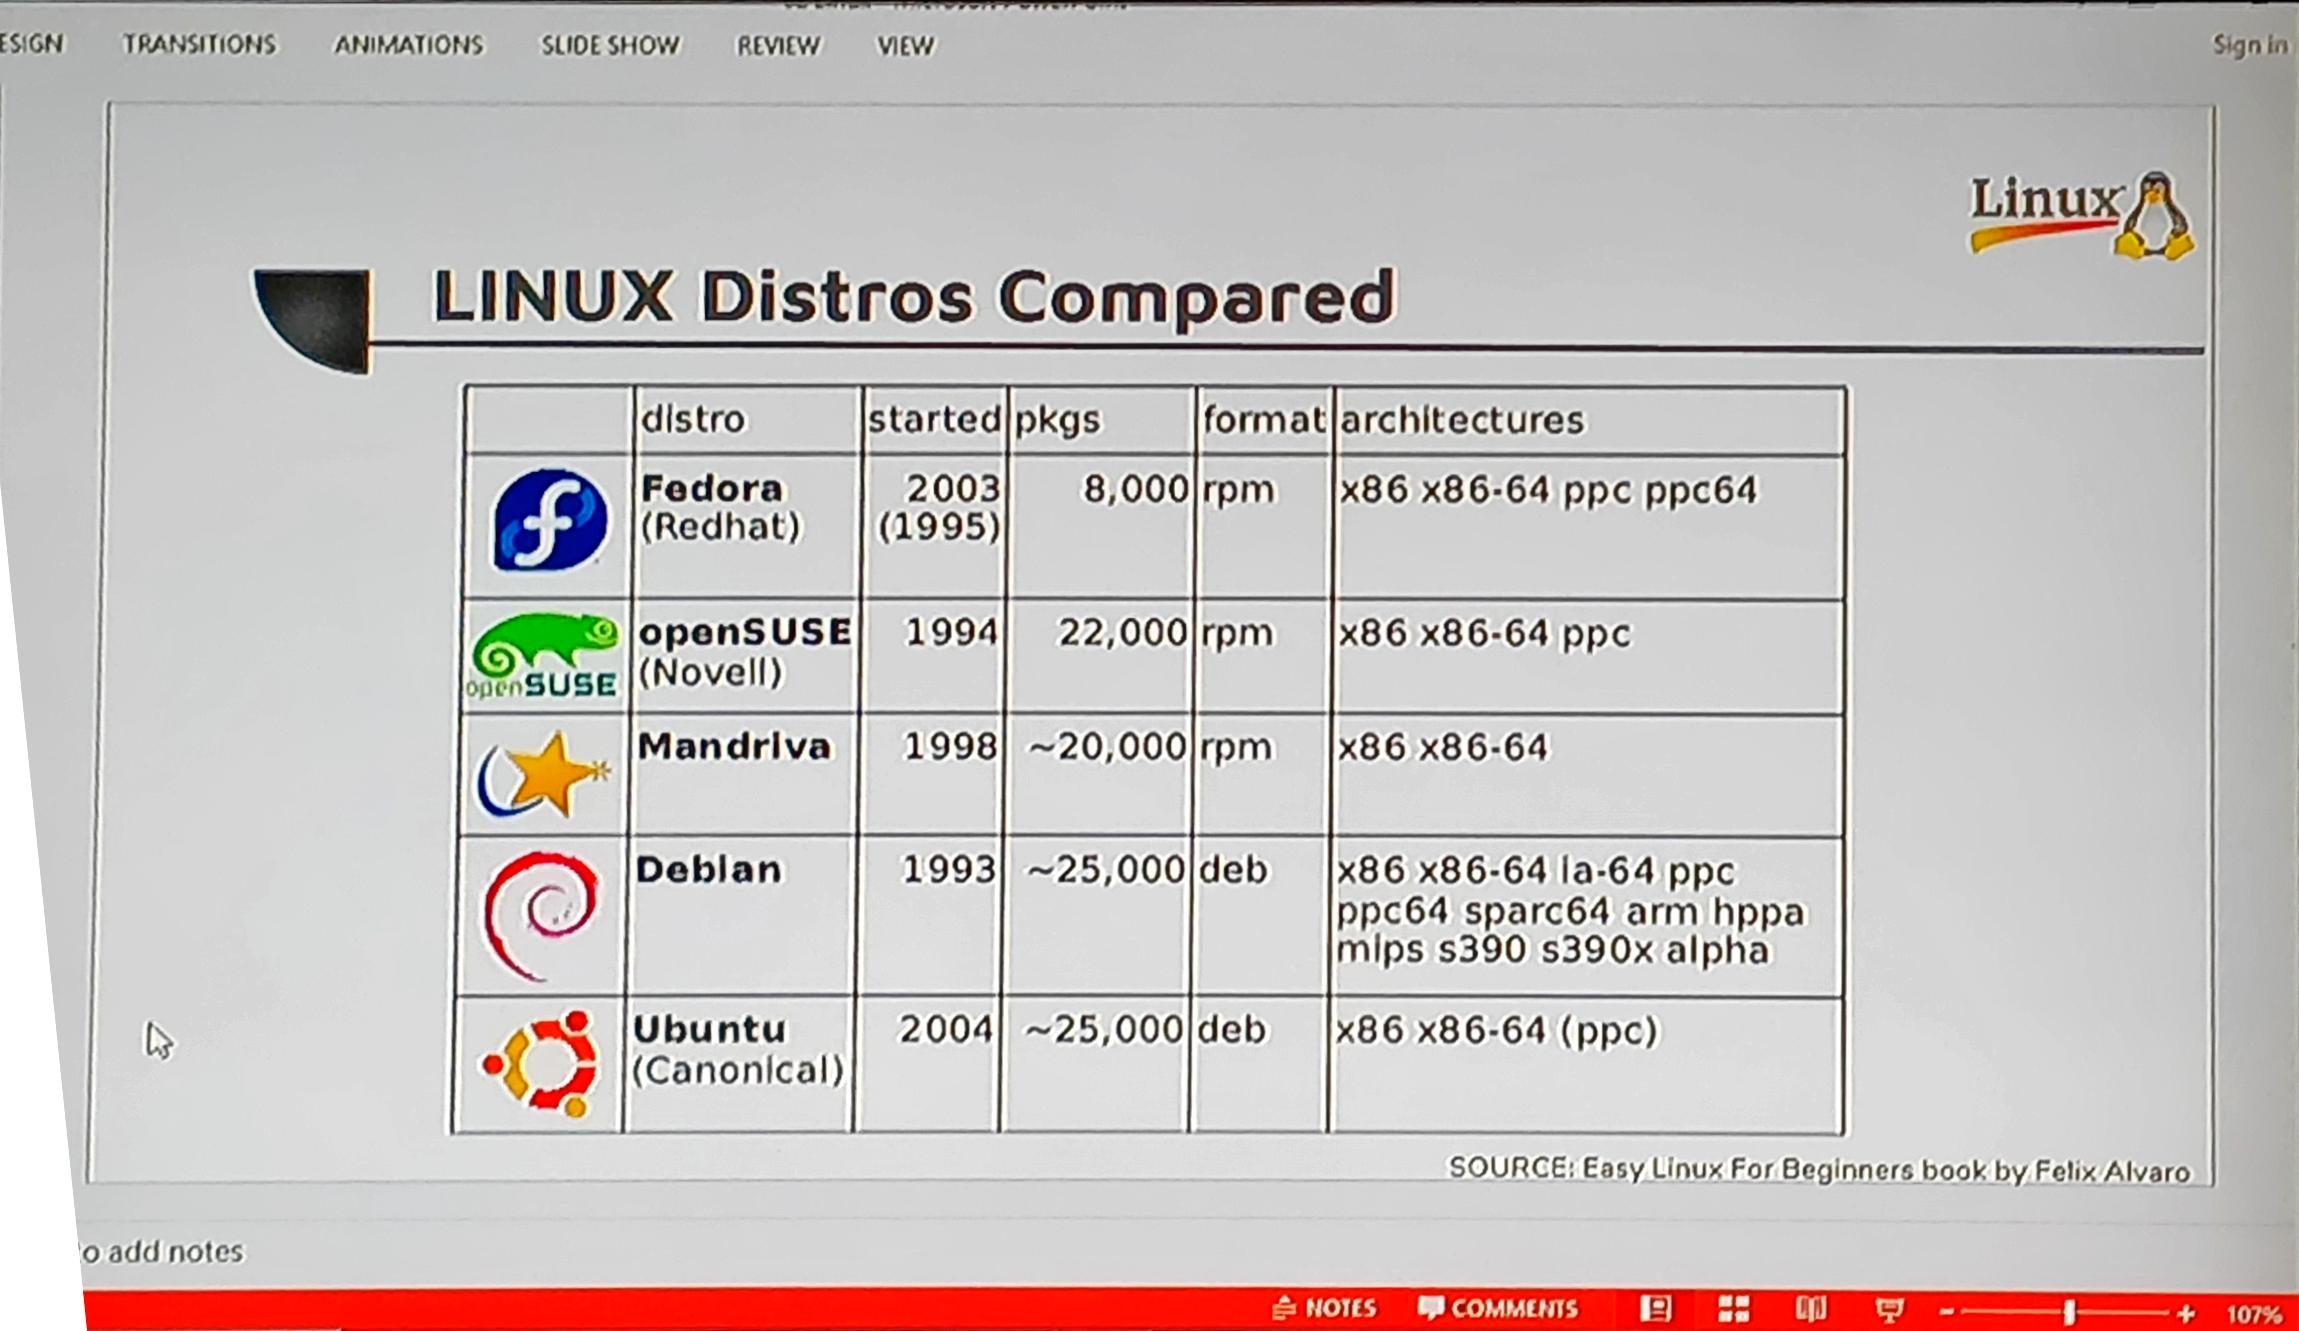 TRANSITIONS ANIMATIONS SLIDE SHOW REVIEW VIEW Sign in
Linux
LINUX Distros Compared
distro started pkgs format architectures
Fedora 2003 8,000 rpm x86 x86-64 ppc ppc64
(Redhat) (1995)
openSUSE 1994 22,000 rpm x86 x86-64 ppc
openSUSE (Novell)
Mandriva 1998 ~20,000 rpm x86 x86-64
Debian 1993 ~25,000 deb x86 x86-64 ia-64 ppc
ppc64 sparc64 arm hppa
mips s390 s390x alpha
Ubuntu 2004 ~25,000 deb x86 x86-64 (ppc)
(Canonical)
SOURCE: Easy Linux For Beginners book by Felix Alvaro
o add notes
NOTES COMMENTS 107%